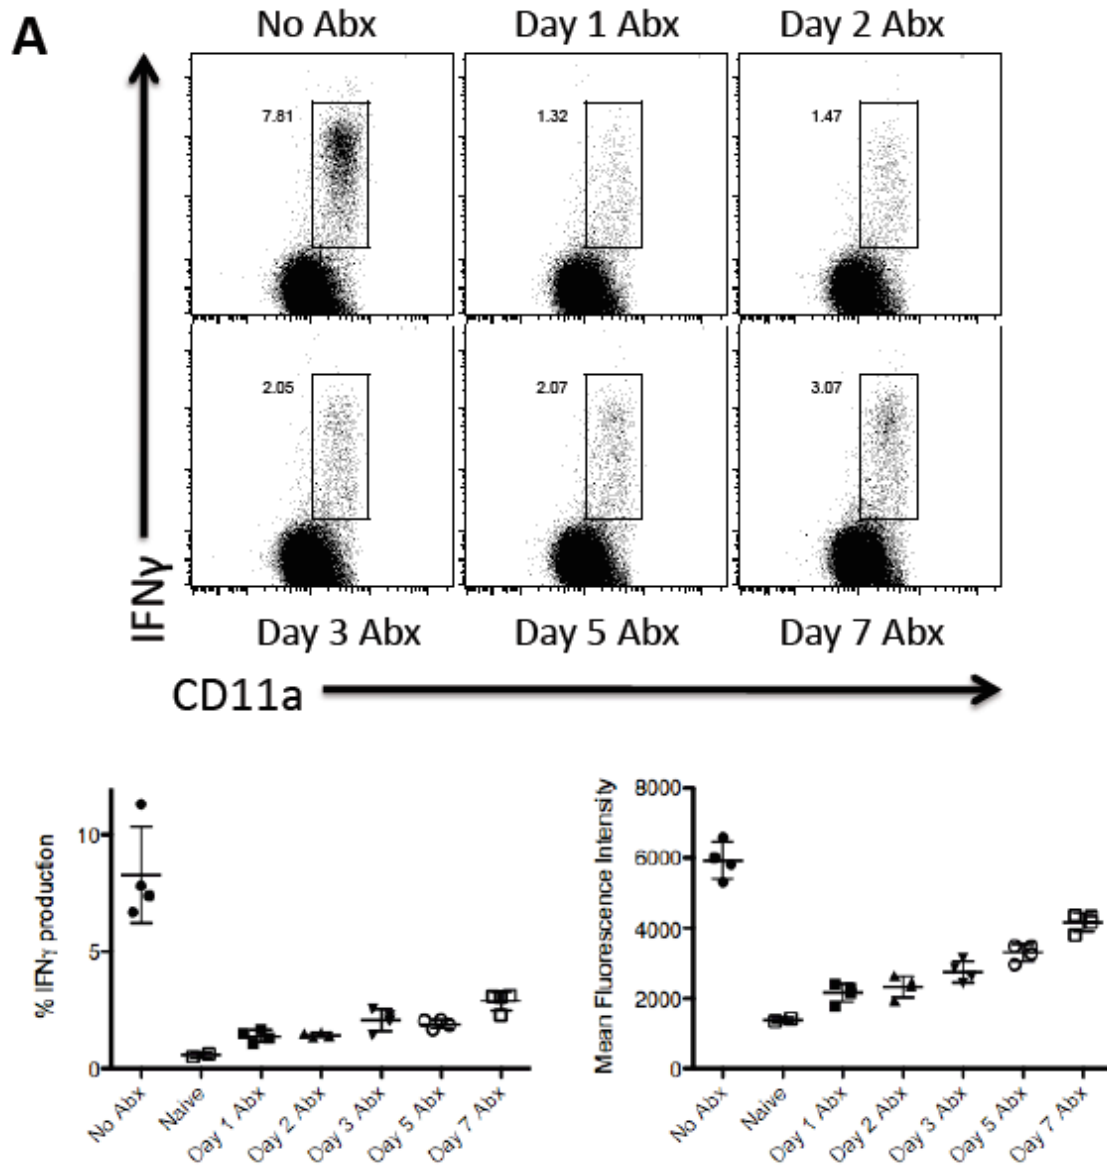 A
No Abx Day 1 Abx Day 2 Abx
7.81 1.32 1.47
2.05 2.07 3.07
IFNγ
Day 3 Abx Day 5 Abx Day 7 Abx
CD11a
% IFNγ production
10
5
0
No Abx Naive Day 1 Abx Day 2 Abx Day 3 Abx Day 5 Abx Day 7 Abx
Mean Fluorescence Intensity
8000
6000
4000
2000
0
No Abx Naive Day 1 Abx Day 2 Abx Day 3 Abx Day 5 Abx Day 7 Abx